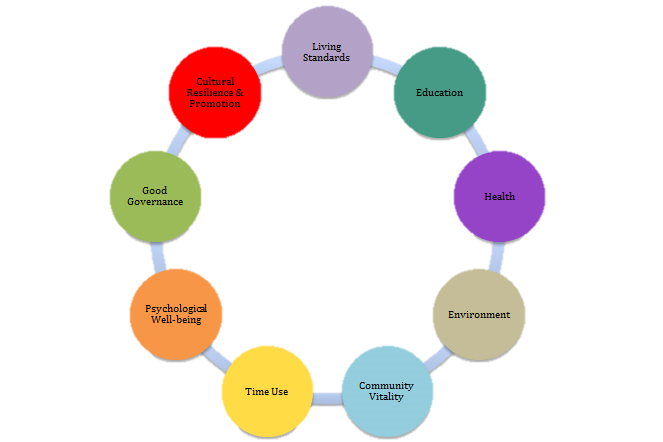 Living
Standards
Education
Health
Environment
Community
Vitality
Time Use
Psychological
Well-being
Good
Governance
Cultural
Resilience &
Promotion